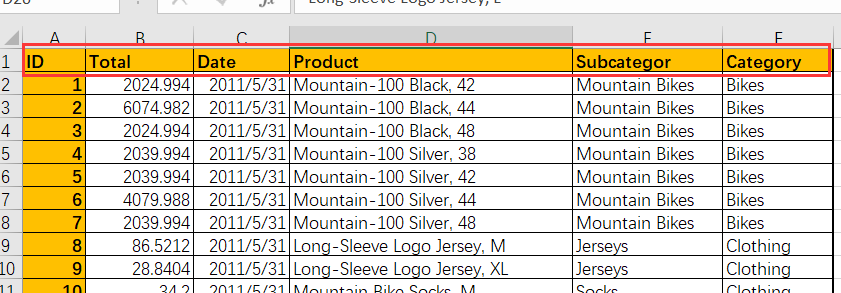 Long-Sleeve Logo Jersey, L
A B C D E F
1 ID Total Date Product Subcategor Category
2 1 2024.994 2011/5/31 Mountain-100 Black, 42 Mountain Bikes Bikes
3 2 6074.982 2011/5/31 Mountain-100 Black, 44 Mountain Bikes Bikes
4 3 2024.994 2011/5/31 Mountain-100 Black, 48 Mountain Bikes Bikes
5 4 2039.994 2011/5/31 Mountain-100 Silver, 38 Mountain Bikes Bikes
6 5 2039.994 2011/5/31 Mountain-100 Silver, 42 Mountain Bikes Bikes
7 6 4079.988 2011/5/31 Mountain-100 Silver, 44 Mountain Bikes Bikes
8 7 2039.994 2011/5/31 Mountain-100 Silver, 48 Mountain Bikes Bikes
9 8 86.5212 2011/5/31 Long-Sleeve Logo Jersey, M Jerseys Clothing
10 9 28.8404 2011/5/31 Long-Sleeve Logo Jersey, XL Jerseys Clothing
11 10 34.2 2011/5/31 Mountain Bike Socks, M Socks Clothing